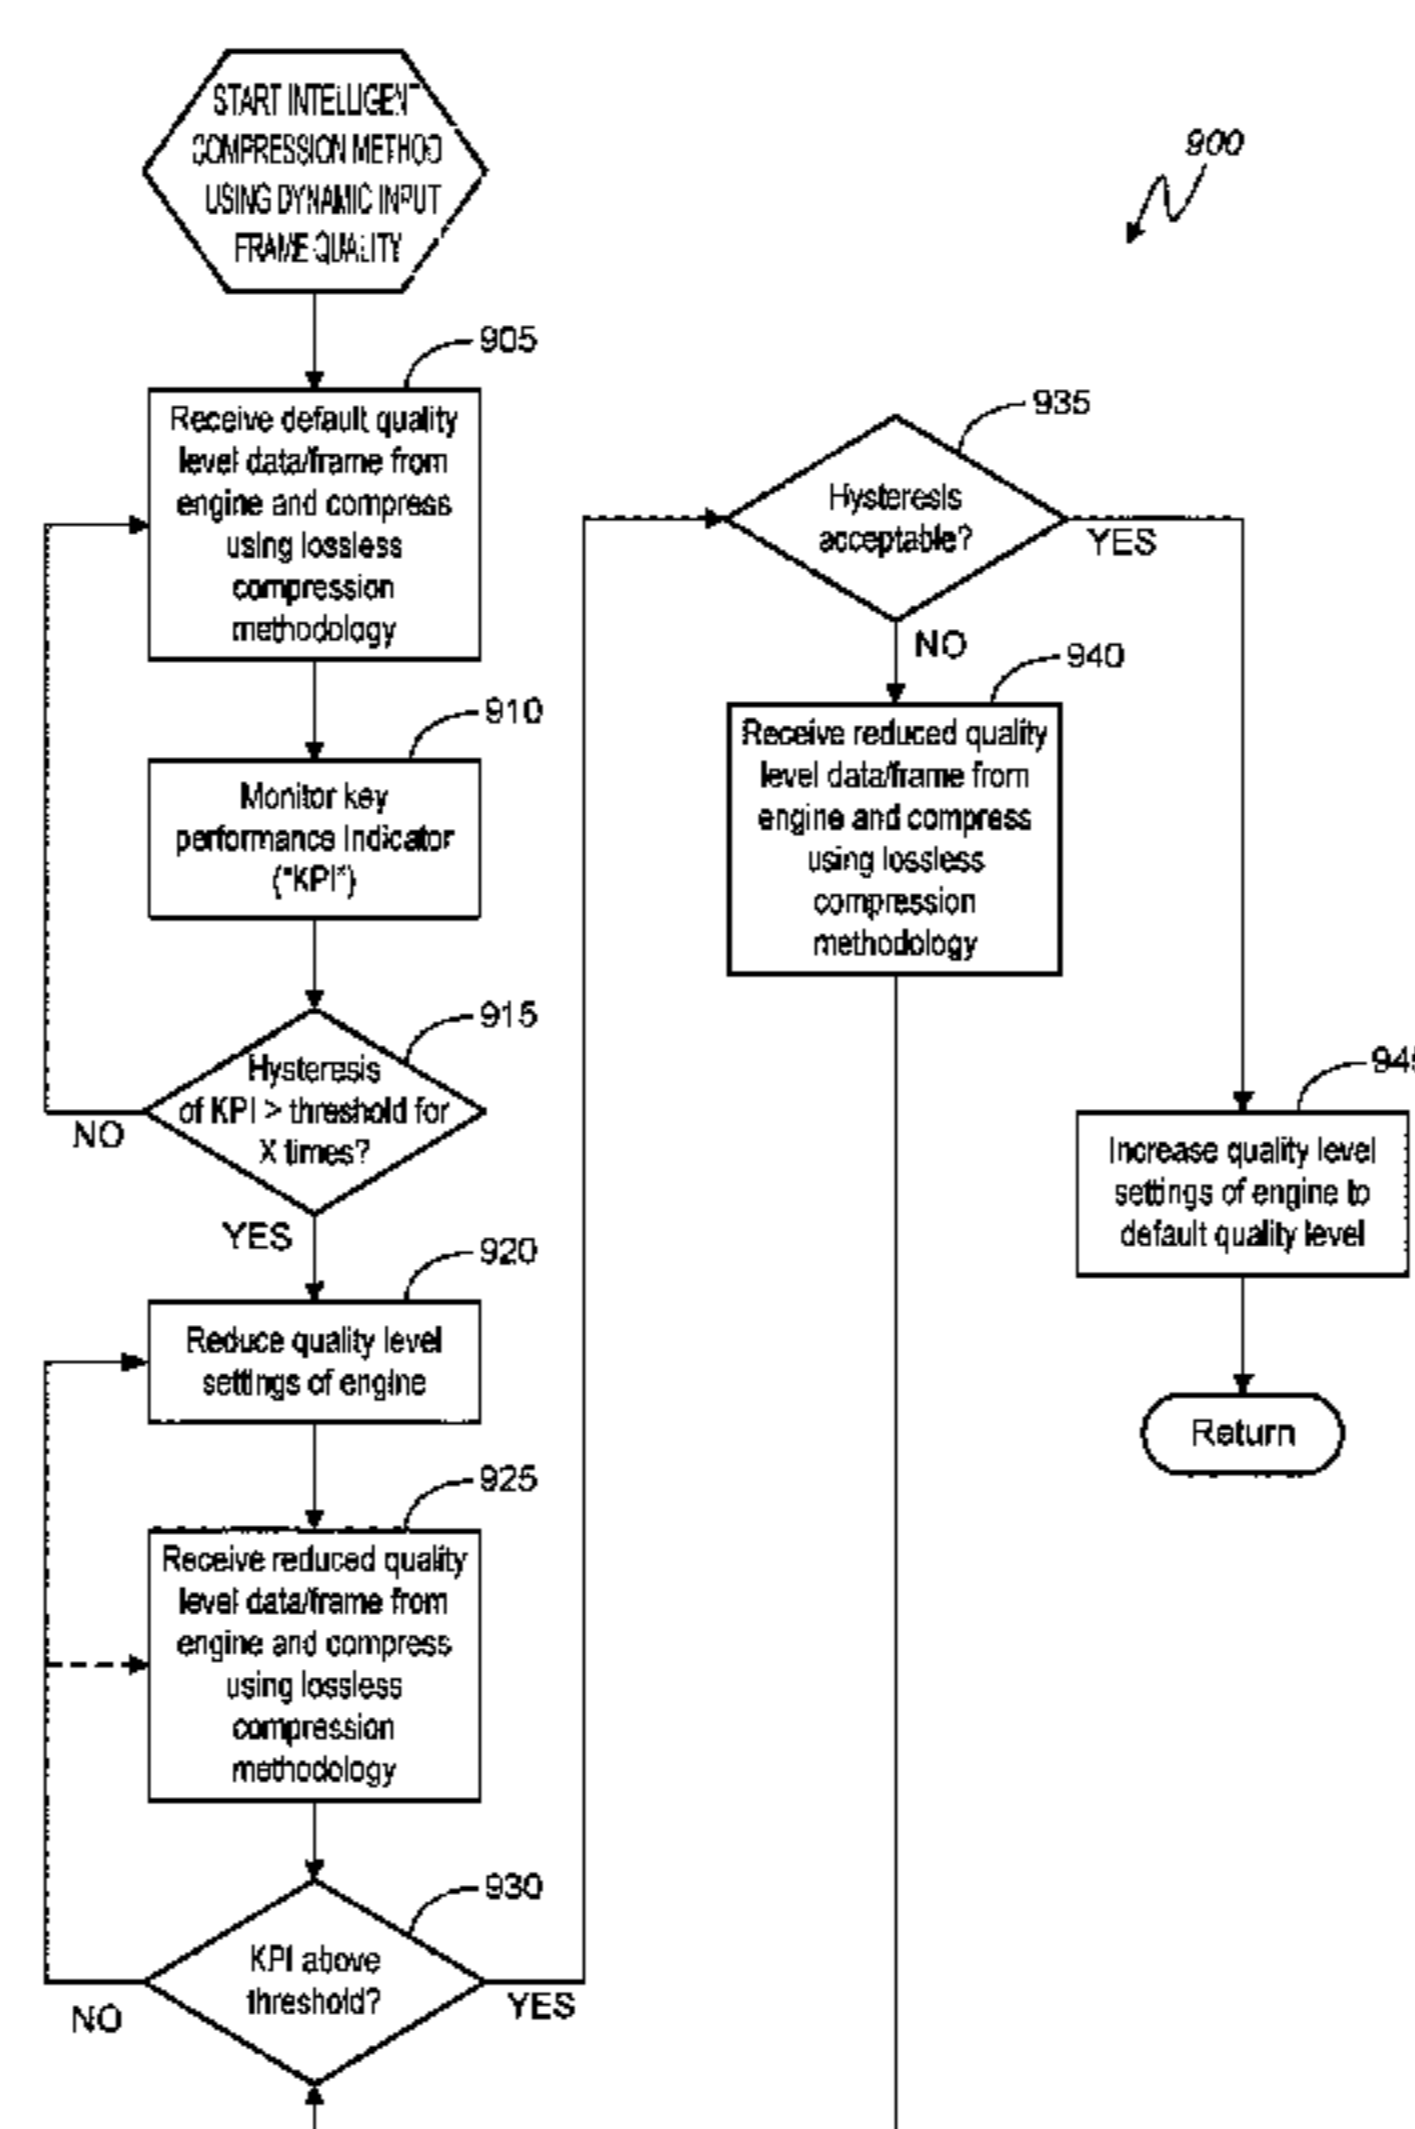 START INTELLIGENT
COMPRESSION METHOD
USING DYNAMIC INPUT
FRAME QUALITY
900
905
Receive default quality
level data/frame from
engine and compress
using lossless
compression
methodology
910
Monitor key
performance indicator
("KPI")
915
Hysteresis
of KPI > threshold for
X times?
NO
YES
920
Reduce quality level
settings of engine
925
Receive reduced quality
level data/frame from
engine and compress
using lossless
compression
methodology
930
KPI above
threshold?
NO
YES
935
Hysteresis
acceptable?
YES
NO
940
Receive reduced quality
level data/frame from
engine and compress
using lossless
compression
methodology
945
Increase quality level
settings of engine to
default quality level
Return